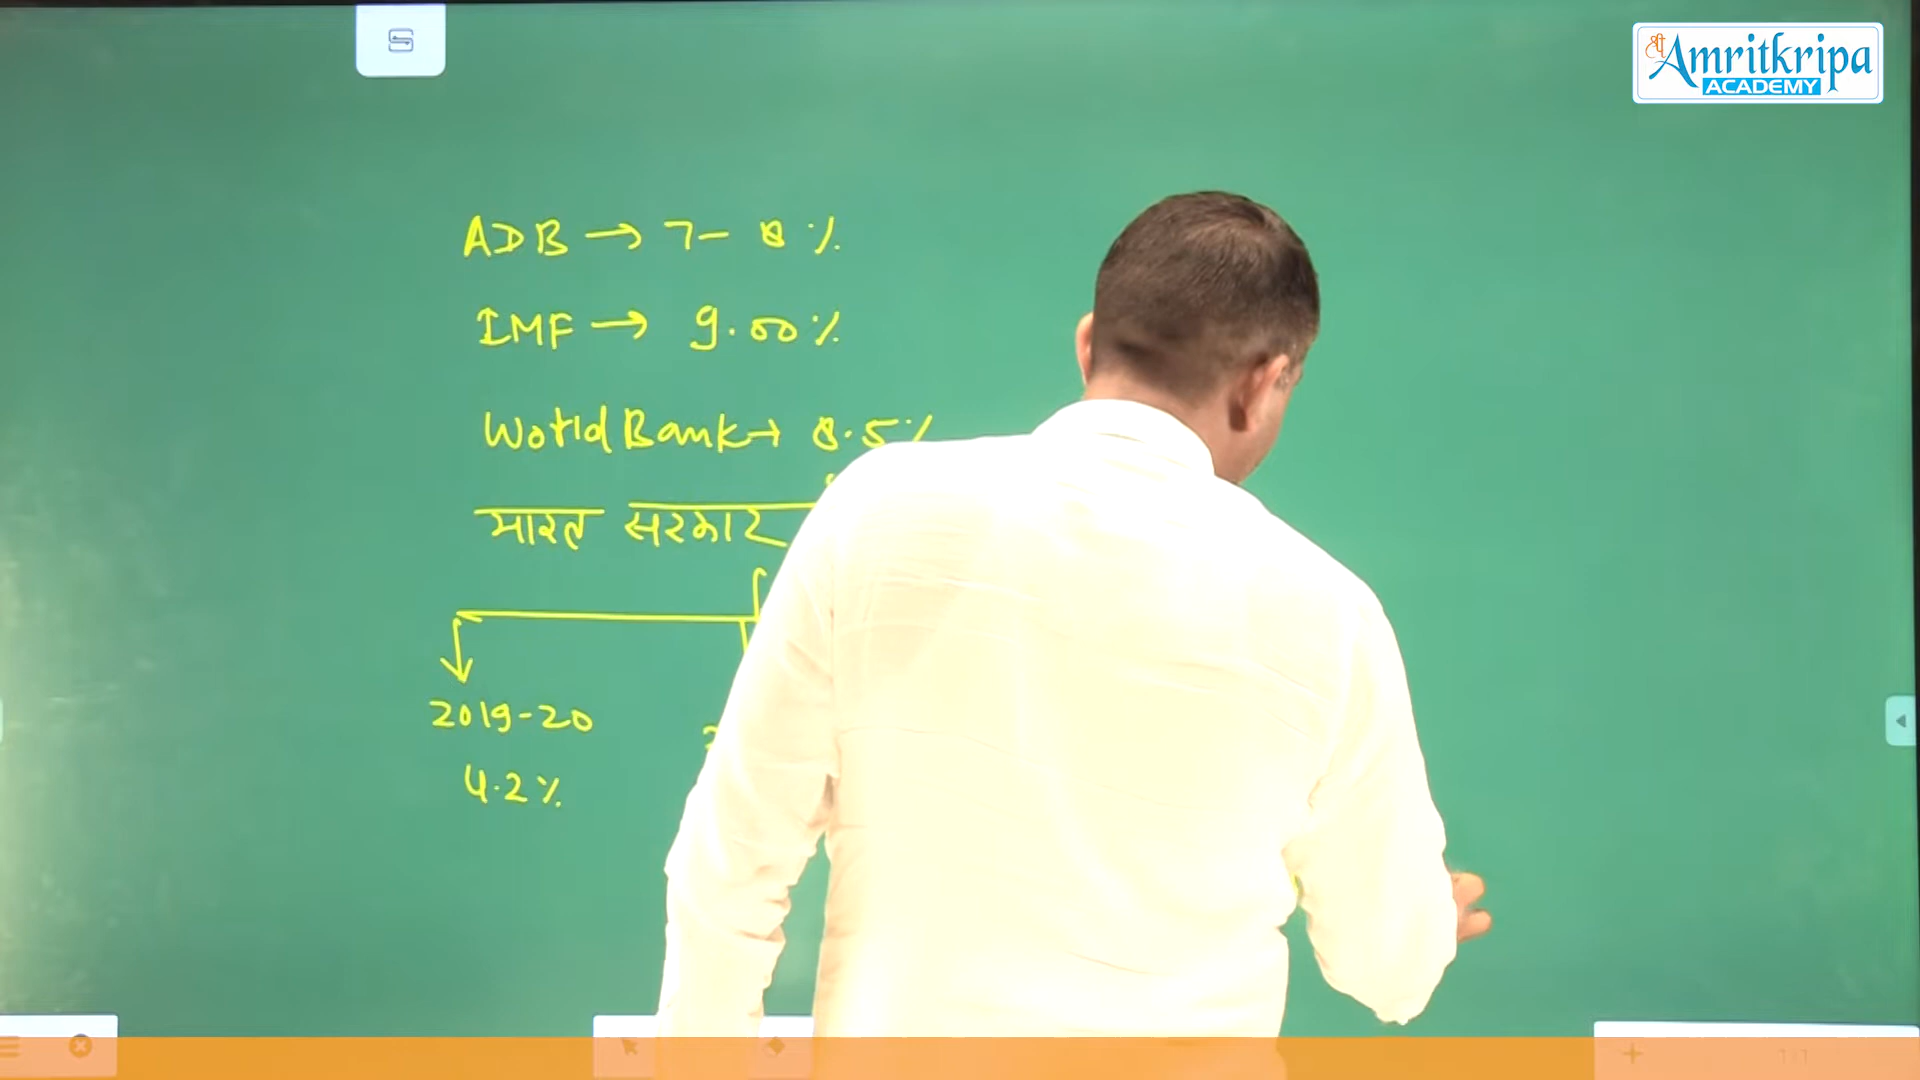 श्री Amritkripa
ACADEMY
ADB → 7 - 8 %
IMF → 9.00 %
World Bank → 8.5 %
भारत सरकार
2019-20
4.2 %